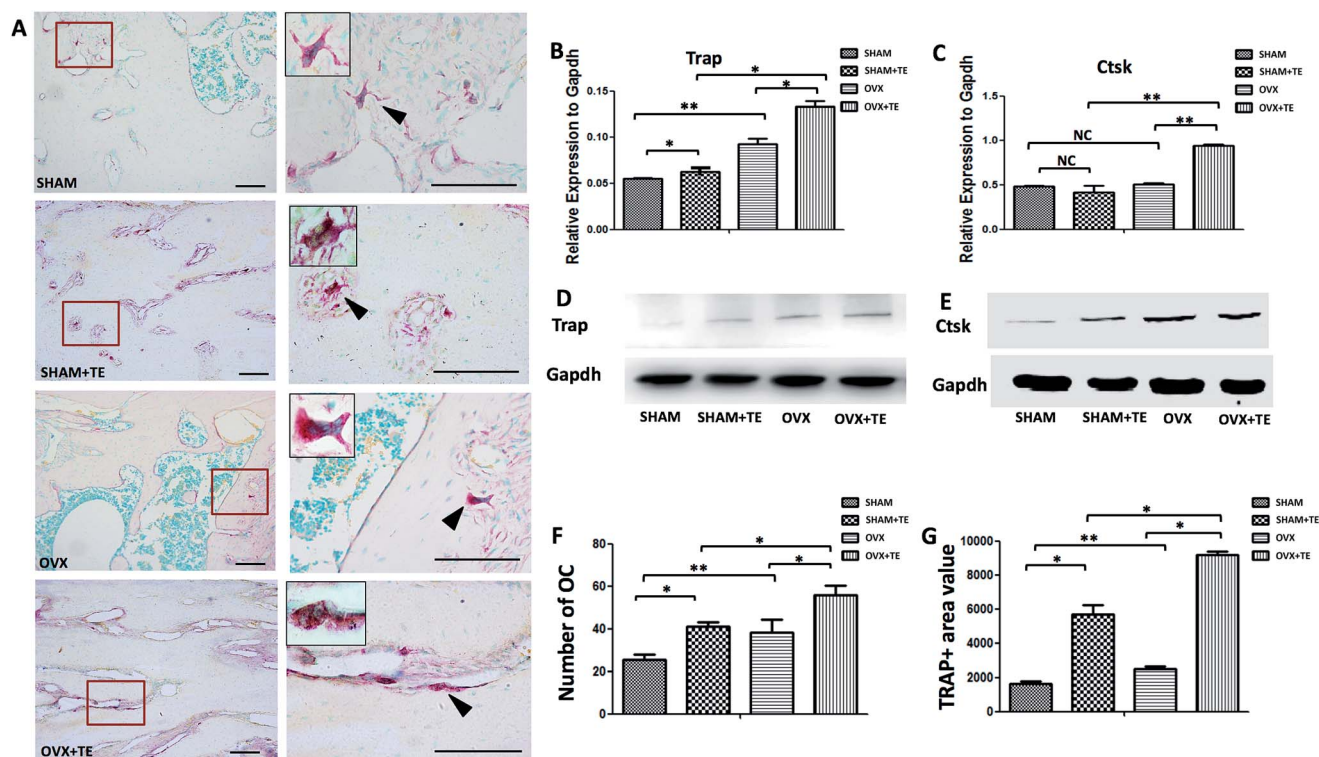 A
SHAM
SHAM+TE
OVX
OVX+TE
B
Trap
SHAM
SHAM+TE
OVX
OVX+TE
Relative Expression to Gapdh
0.15
0.10
0.05
0.00
*
**
*
*
C
Ctsk
SHAM
SHAM+TE
OVX
OVX+TE
Relative Expression to Gapdh
1.5
1.0
0.5
0.0
NC
NC
**
**
D
Trap
Gapdh
SHAM
SHAM+TE
OVX
OVX+TE
E
Ctsk
Gapdh
SHAM
SHAM+TE
OVX
OVX+TE
F
SHAM
SHAM+TE
OVX
OVX+TE
Number of OC
80
60
40
20
0
*
**
*
*
G
SHAM
SHAM+TE
OVX
OVX+TE
TRAP+ area value
10000
8000
6000
4000
2000
0
*
**
*
*